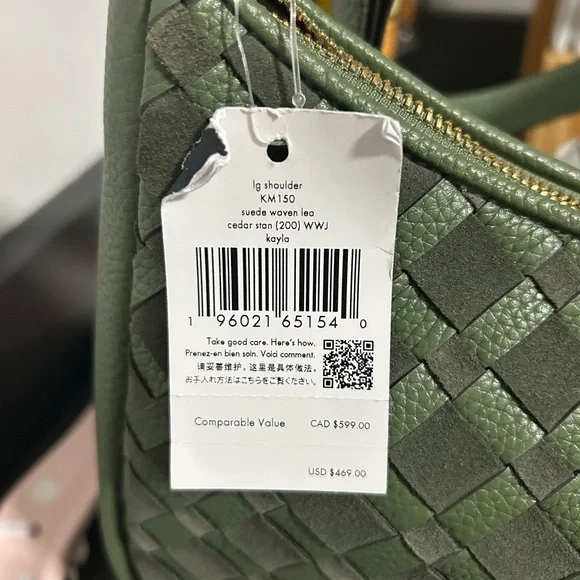 lg shoulder
KM150
suede woven lea
cedar stan (200) WWJ
kayla
1 96021 65154 0
Take good care. Here's how.
Prenez-en bien soin. Voici comment.
请妥善维护。这里是具体做法。
お手入れ方法はこちらをご覧ください。
Comparable Value CAD $599.00
USD $469.00